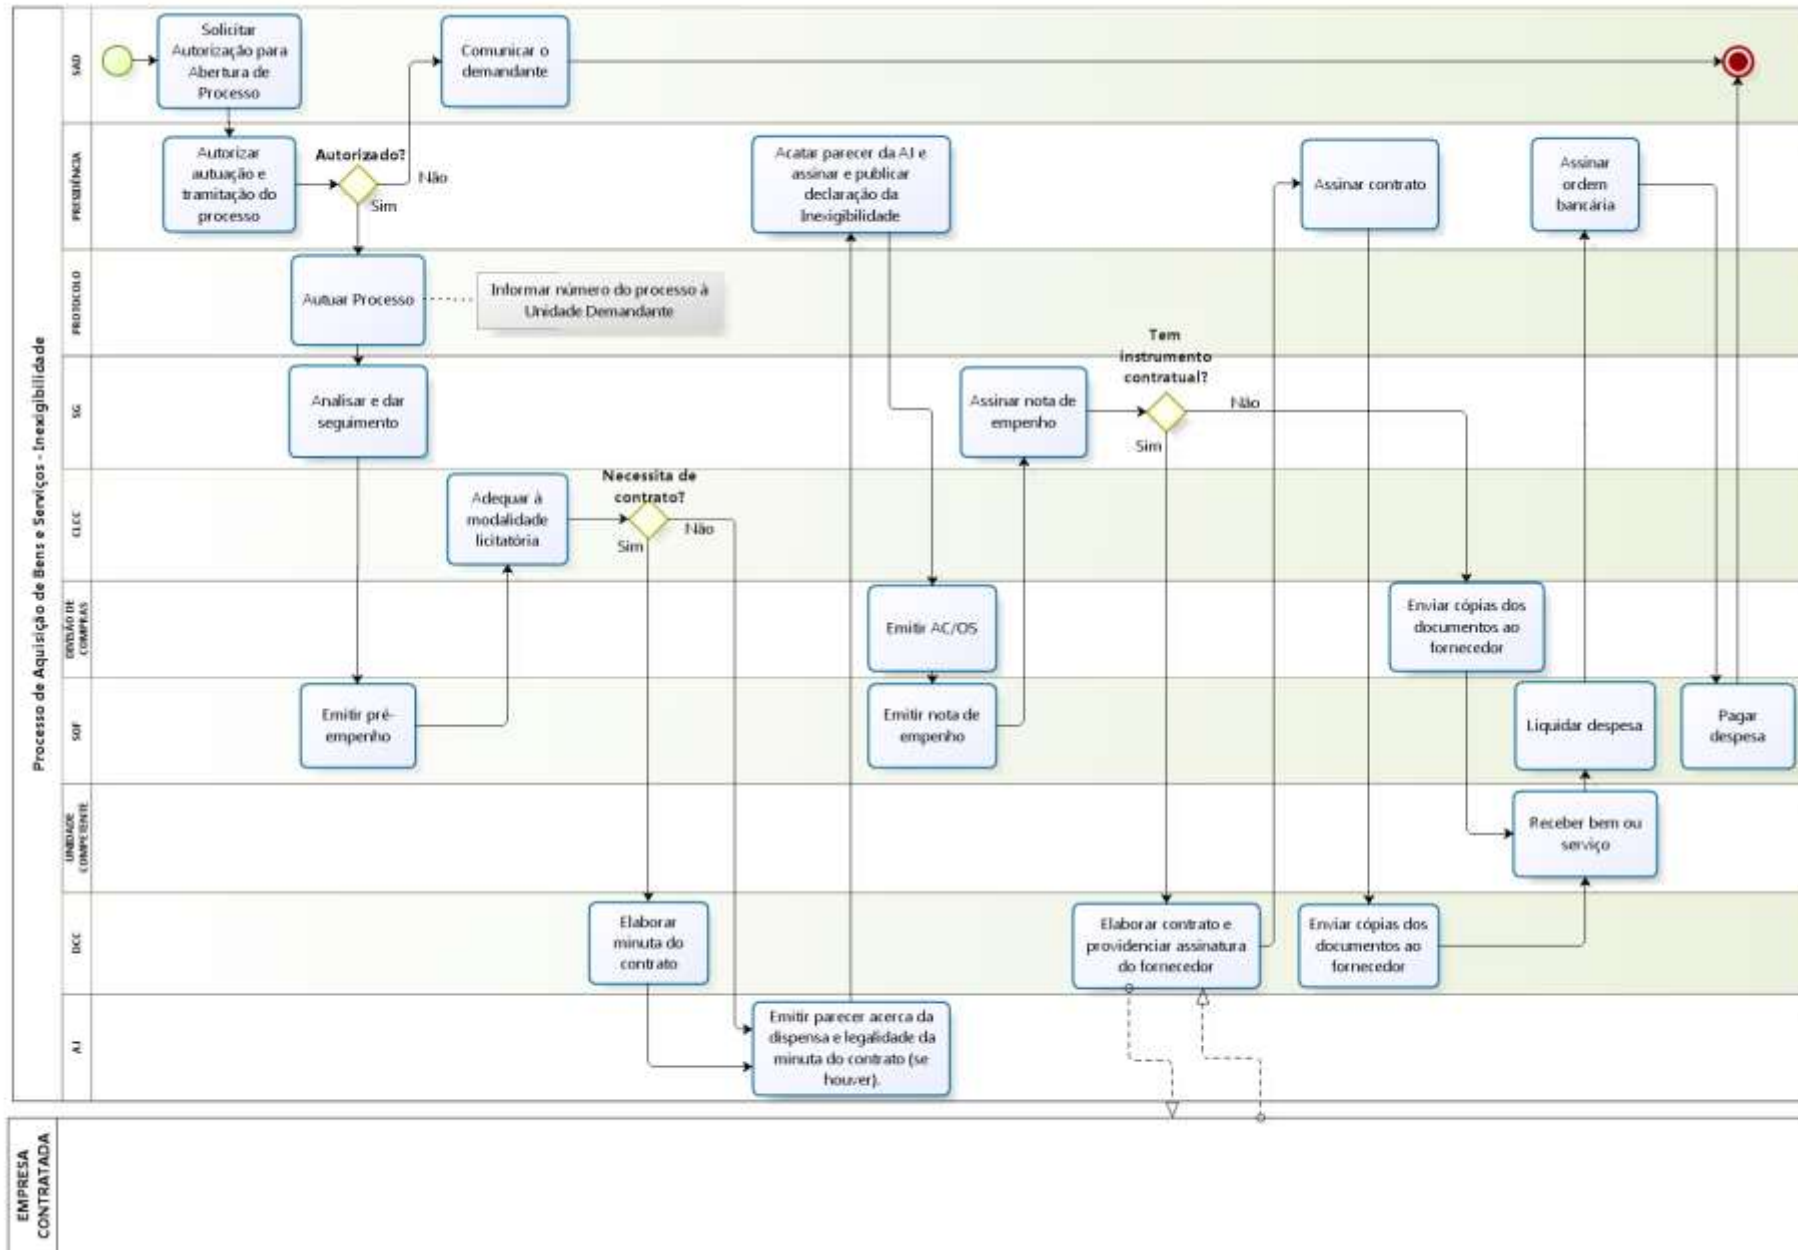 Processo de Aquisição de Bens e Serviços - Inexigibilidade
SAD
Solicitar
Autorização para
Abertura de
Processo
Comunicar o
demandante
PRESIDÊNCIA
Autorizar
autuação e
tramitação do
processo
Autorizado?
Não
Sim
Acatar parecer da AJ e
assinar e publicar
declaração da
Inexigibilidade
Assinar contrato
Assinar
ordem
bancária
PROTOCOLO
Autuar Processo
Informar número do processo à
Unidade Demandante
SG
Analisar e dar
seguimento
Assinar nota de
empenho
Tem
instrumento
contratual?
Não
Sim
CLCC
Adequar à
modalidade
licitatória
Necessita de
contrato?
Não
Sim
DIVISÃO DE
COMPRAS
Emitir AC/OS
Enviar cópias dos
documentos ao
fornecedor
SOF
Emitir pré-
empenho
Emitir nota de
empenho
Liquidar despesa
Pagar
despesa
UNIDADE
COMPETENTE
Receber bem ou
serviço
DCC
Elaborar
minuta do
contrato
Elaborar contrato e
providenciar assinatura
do fornecedor
Enviar cópias dos
documentos ao
fornecedor
AJ
Emitir parecer acerca da
dispensa e legalidade da
minuta do contrato (se
houver).
EMPRESA
CONTRATADA